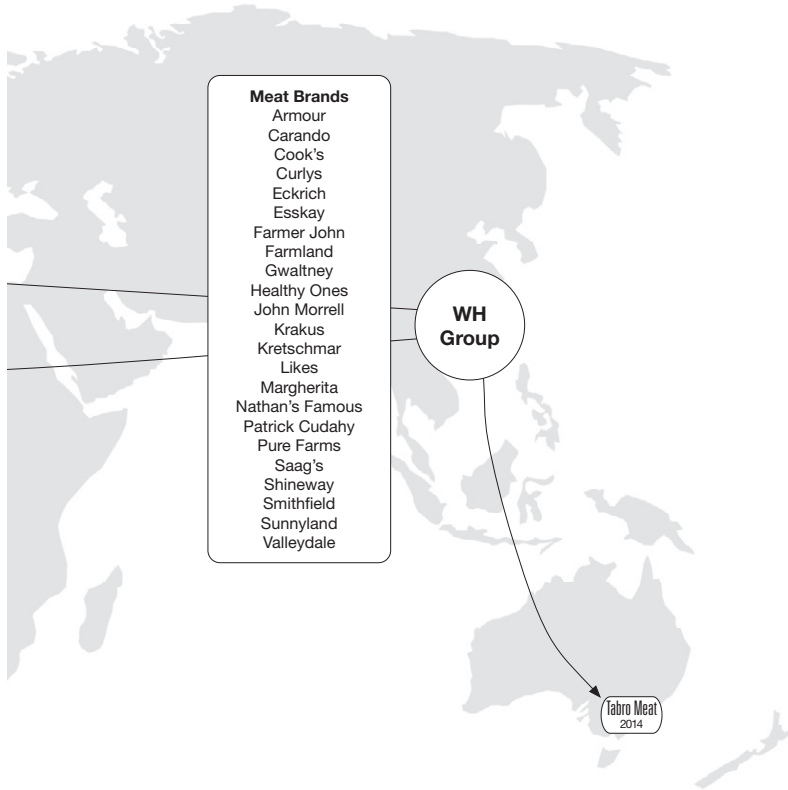 Meat Brands
Armour
Carando
Cook's
Curlys
Eckrich
Esskay
Farmer John
Farmland
Gwaltney
Healthy Ones
John Morrell
Krakus
Kretschmar
Likes
Margherita
Nathan's Famous
Patrick Cudahy
Pure Farms
Saag's
Shineway
Smithfield
Sunnyland
Valleydale
WH
Group
Tabro Meat
2014